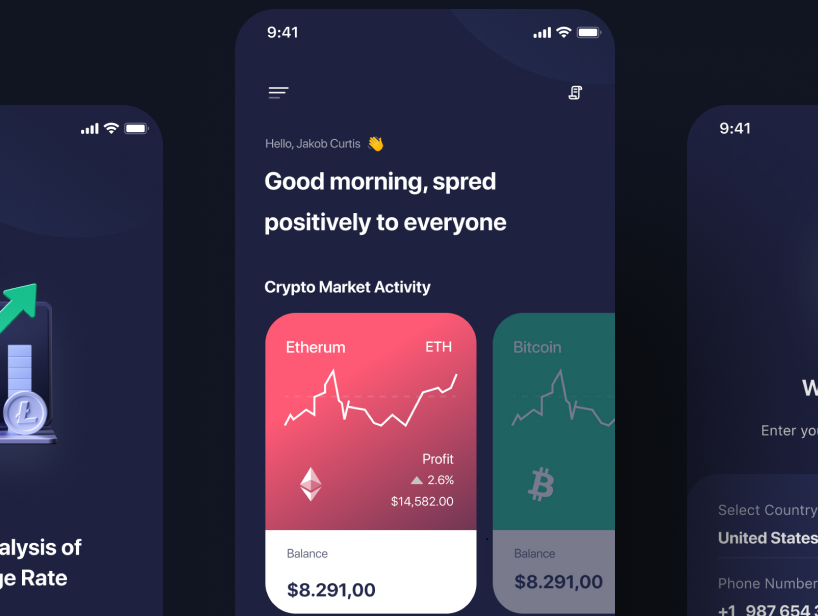 alysis of
ge Rate
9:41
Hello, Jakob Curtis 👋
Good morning, spred
positively to everyone
Crypto Market Activity
Etherum ETH
Profit
2.6%
$14,582.00
Balance
$8.291,00
Bitcoin
Balance
$8.291,00
9:41
W
Enter you
Select Country
United States
Phone Number
+1 987 654